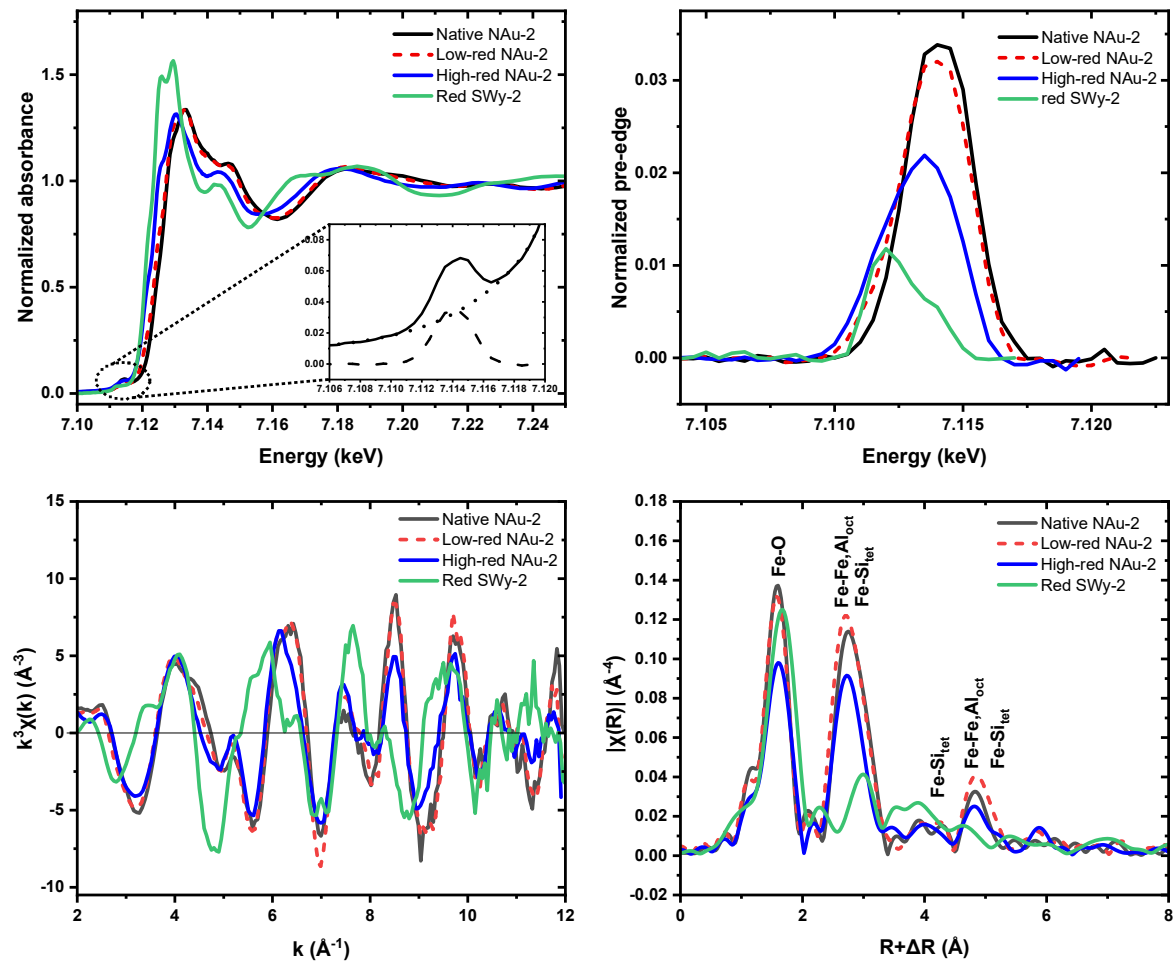 Normalized absorbance
1.5
1.0
0.5
0.0
Native NAu-2
Low-red NAu-2
High-red NAu-2
Red SWy-2
0.08
0.06
0.04
0.02
0.00
7.106 7.108 7.110 7.112 7.114 7.116 7.118 7.120
7.10 7.12 7.14 7.16 7.18 7.20 7.22 7.24
Energy (keV)
Normalized pre-edge
0.03
0.02
0.01
0.00
Native NAu-2
Low-red NAu-2
High-red NAu-2
red SWy-2
7.105 7.110 7.115 7.120
Energy (keV)
k³χ(k) (Å⁻³)
15
10
5
0
-5
-10
Native NAu-2
Low-red NAu-2
High-red NAu-2
Red SWy-2
2 4 6 8 10 12
k (Å⁻¹)
|χ(R)| (Å⁻⁴)
0.18
0.16
0.14
0.12
0.10
0.08
0.06
0.04
0.02
0.00
-0.02
Native NAu-2
Low-red NAu-2
High-red NAu-2
Red SWy-2
Fe-O
Fe-Fe,Al_oct
Fe-Si_tet
Fe-Si_tet
Fe-Fe,Al_oct
Fe-Si_tet
0 2 4 6 8
R+ΔR (Å)